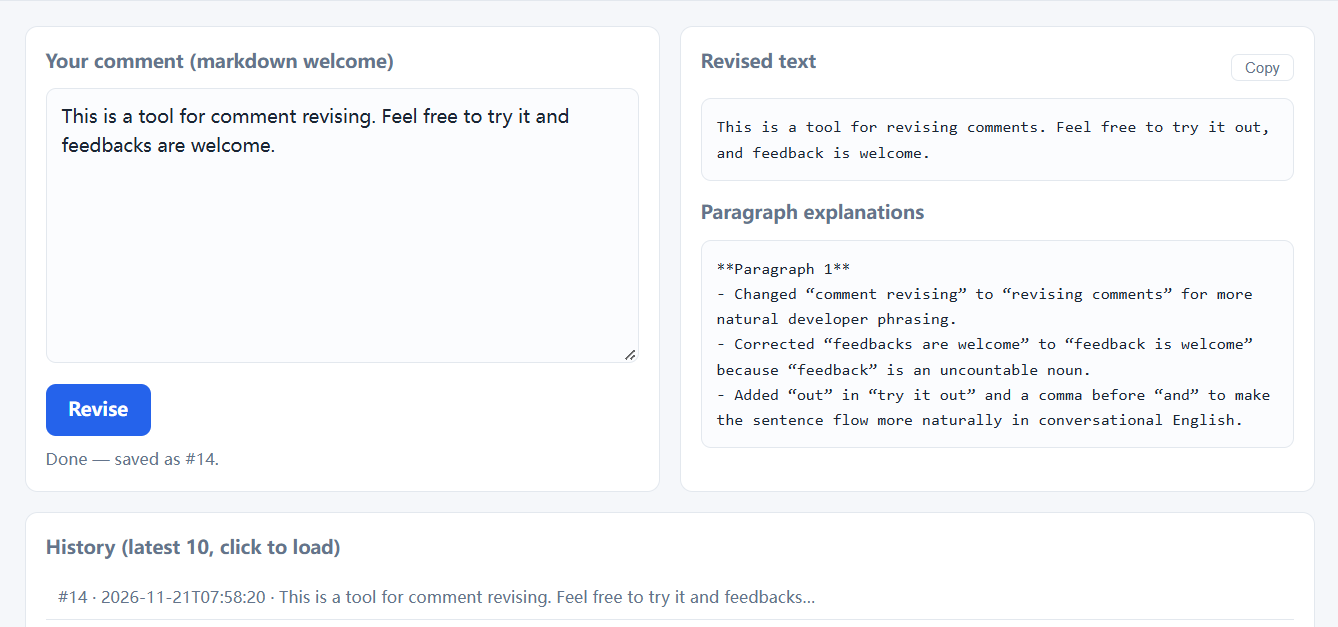 Your comment (markdown welcome)
This is a tool for comment revising. Feel free to try it and
feedbacks are welcome.
Revise
Done — saved as #14.
Revised text
Copy
This is a tool for revising comments. Feel free to try it out,
and feedback is welcome.
Paragraph explanations
**Paragraph 1**
- Changed “comment revising” to “revising comments” for more
natural developer phrasing.
- Corrected “feedbacks are welcome” to “feedback is welcome”
because “feedback” is an uncountable noun.
- Added “out” in “try it out” and a comma before “and” to make
the sentence flow more naturally in conversational English.
History (latest 10, click to load)
#14 · 2026-11-21T07:58:20 · This is a tool for comment revising. Feel free to try it and feedbacks...